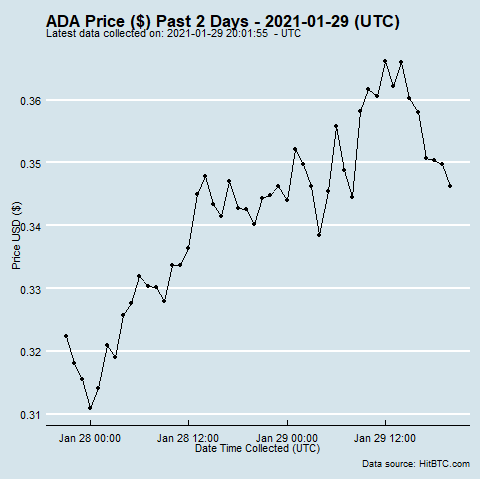 ADA Price ($) Past 2 Days - 2021-01-29 (UTC)
Latest data collected on: 2021-01-29 20:01:55 - UTC
Price USD ($)
0.36
0.35
0.34
0.33
0.32
0.31
Jan 28 00:00 Jan 28 12:00 Jan 29 00:00 Jan 29 12:00
Date Time Collected (UTC)
Data source: HitBTC.com